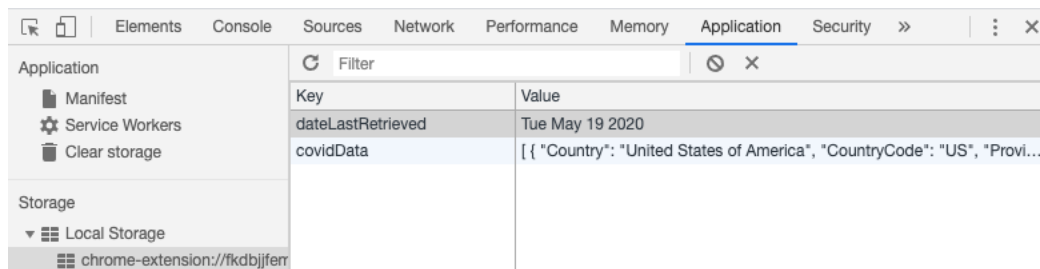 Elements Console Sources Network Performance Memory Application Security »
Application
Filter
Manifest
Key Value
Service Workers
dateLastRetrieved Tue May 19 2020
Clear storage
covidData [ { "Country": "United States of America", "CountryCode": "US", "Provi...
Storage
Local Storage
chrome-extension://fkdbjjfem